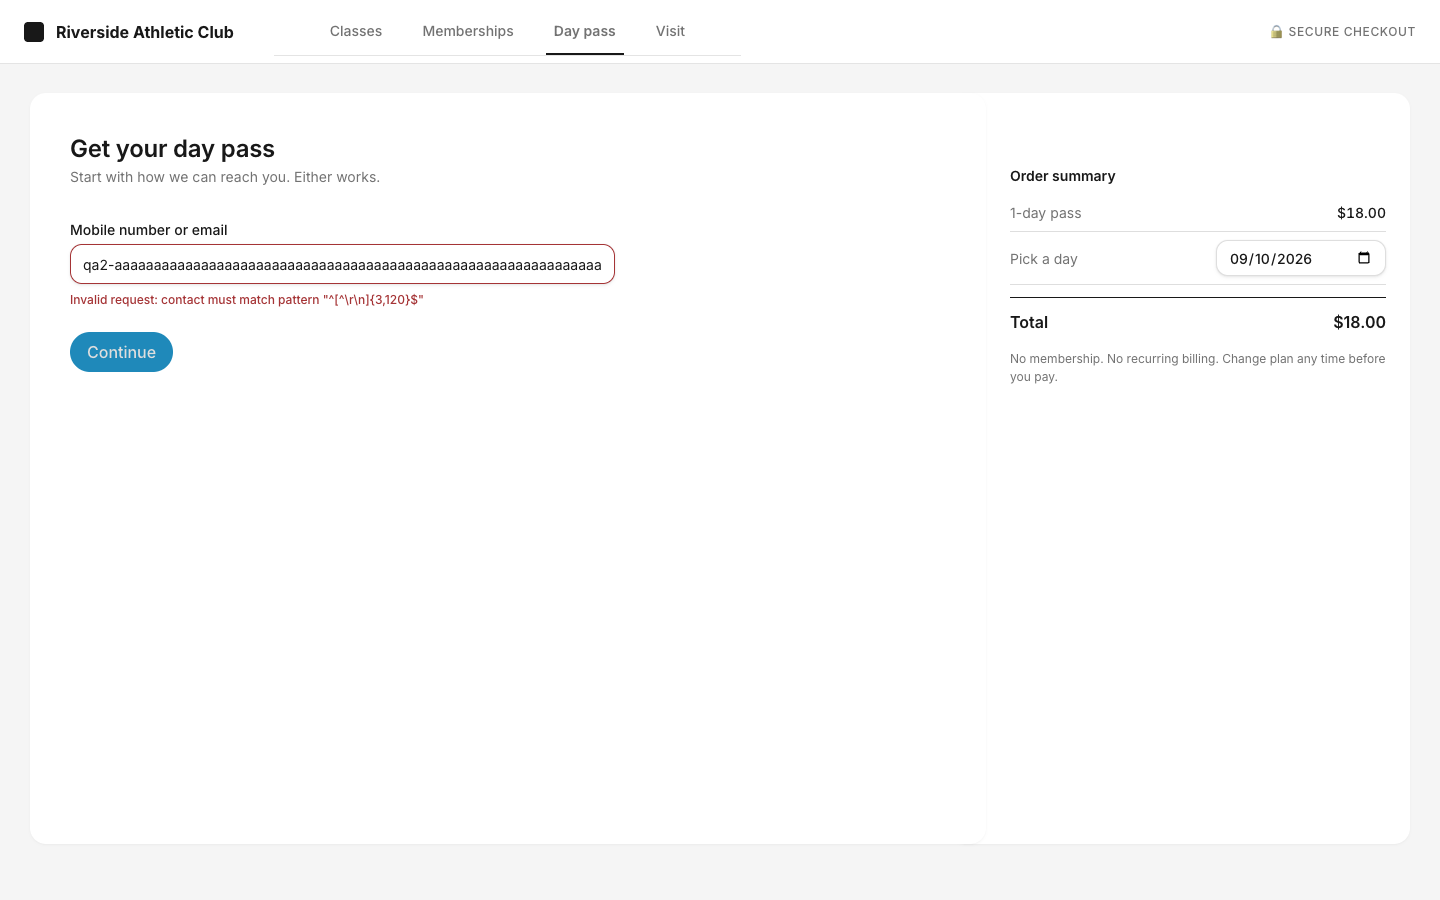 Riverside Athletic Club
Classes
Memberships
Day pass
Visit
🔒 SECURE CHECKOUT
Get your day pass
Start with how we can reach you. Either works.
Mobile number or email
qa2-aaaaaaaaaaaaaaaaaaaaaaaaaaaaaaaaaaaaaaaaaaaaaaaaaaaaaaaaaaaaaa
Invalid request: contact must match pattern "^[^\r\n]{3,120}$"
Continue
Order summary
1-day pass $18.00
Pick a day 09/10/2026
Total $18.00
No membership. No recurring billing. Change plan any time before
you pay.